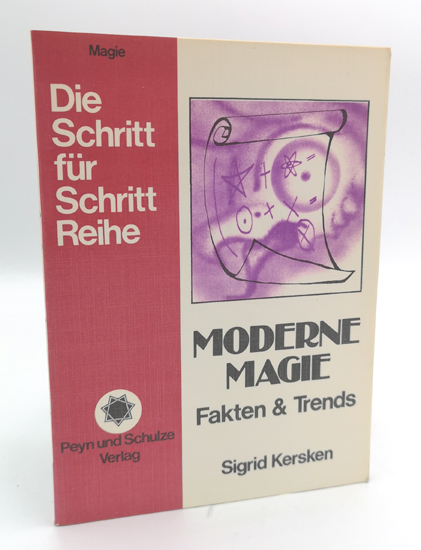 Magie
Die
Schritt
für
Schritt
Reihe
Peyn und Schulze
Verlag
MODERNE
MAGIE
Fakten & Trends
Sigrid Kersken